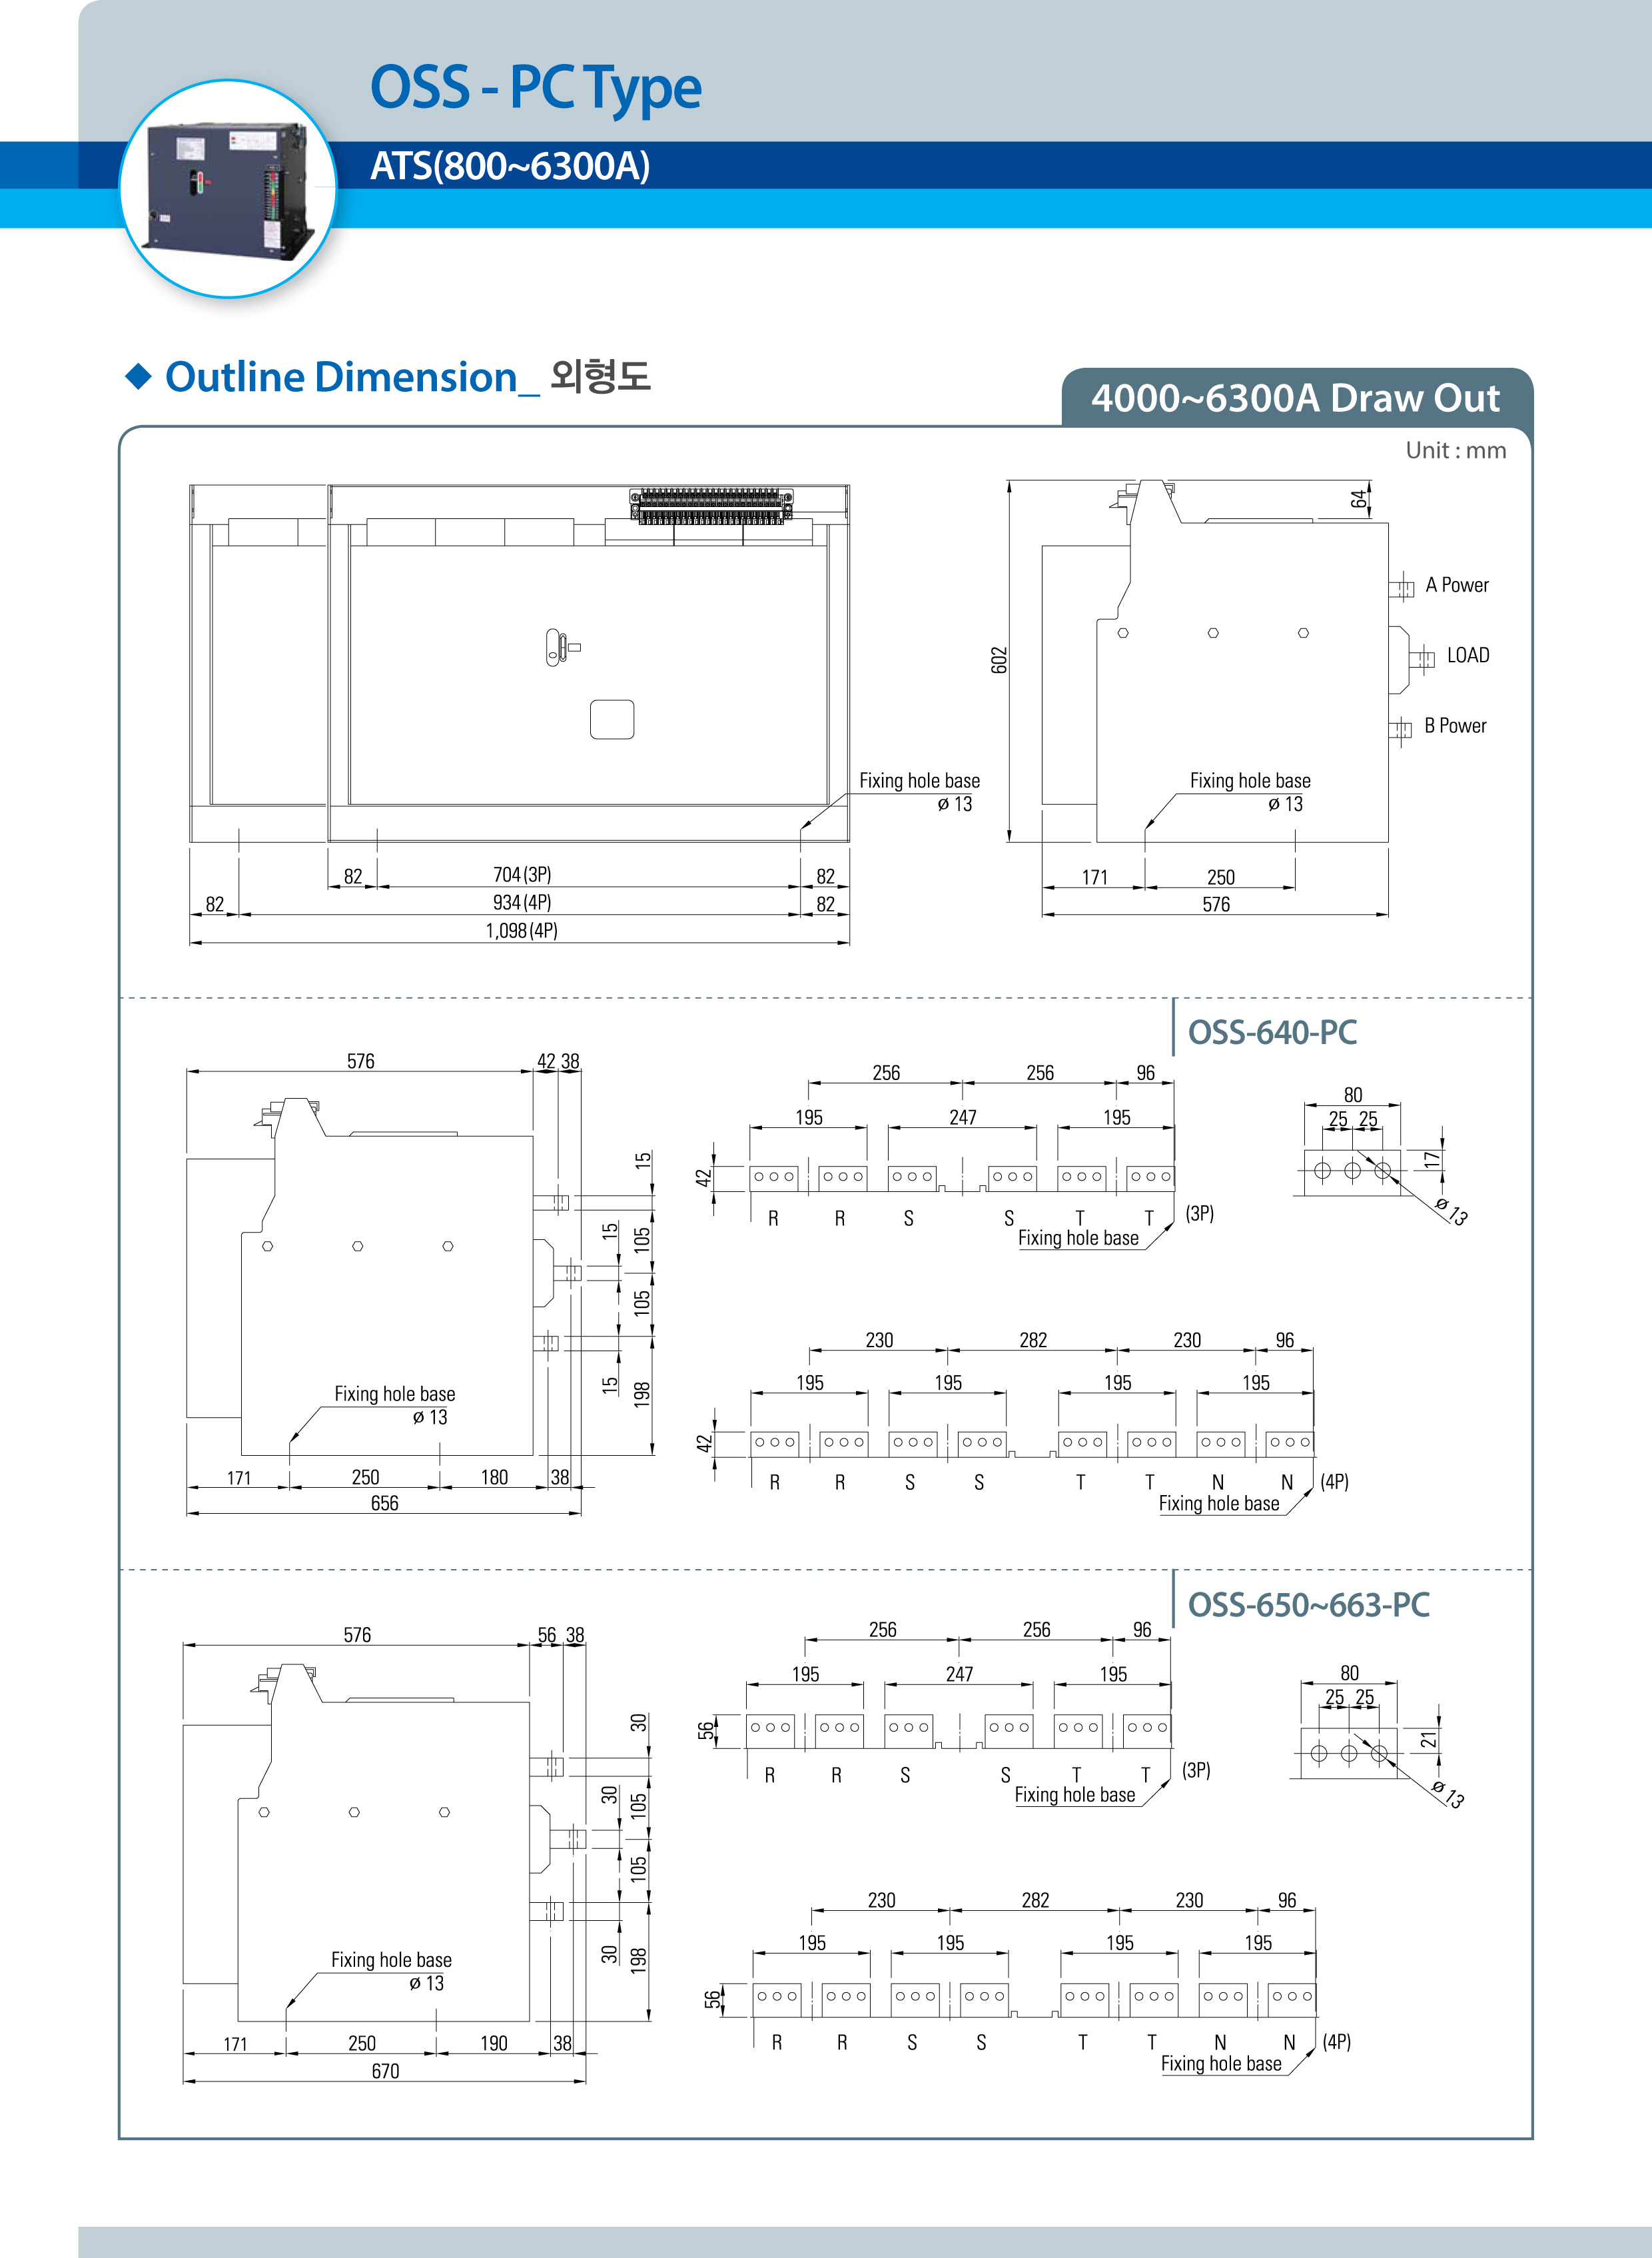 OSS - PC Type
ATS(800~6300A)
◆ Outline Dimension_ 외형도
4000~6300A Draw Out
Unit : mm
64
602
A Power
LOAD
B Power
Fixing hole base
ø 13
Fixing hole base
ø 13
82 704(3P) 82
82 934(4P) 82
1,098(4P)
171 250
576
OSS-640-PC
576 42 38
15
15
105
105
15
198
Fixing hole base
ø 13
171 250 180 38
656
256 256 96
195 247 195
42
R R S S T T (3P)
Fixing hole base
80
25 25
17
ø 13
230 282 230 96
195 195 195 195
42
R R S S T T N N (4P)
Fixing hole base
OSS-650~663-PC
576 56 38
30
30
105
105
30
198
Fixing hole base
ø 13
171 250 190 38
670
256 256 96
195 247 195
56
R R S S T T (3P)
Fixing hole base
80
25 25
21
ø 13
230 282 230 96
195 195 195 195
56
R R S S T T N N (4P)
Fixing hole base